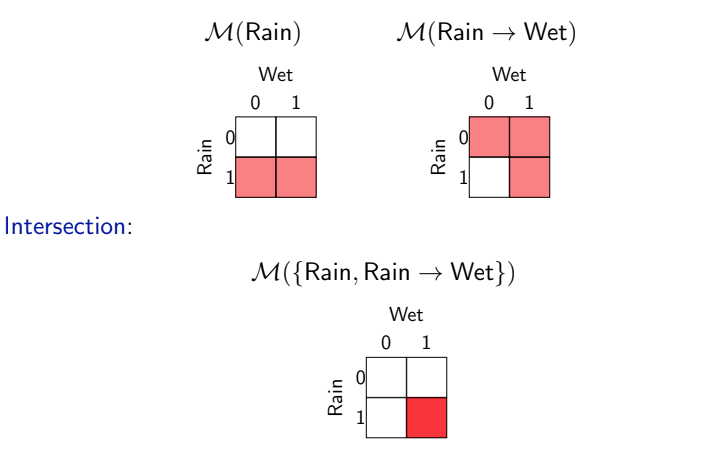 ℳ(Rain) ℳ(Rain → Wet)
Wet Wet
0 1 0 1
Rain 0 Rain 0
1 1
Intersection:
ℳ({Rain, Rain → Wet})
Wet
0 1
Rain 0
1